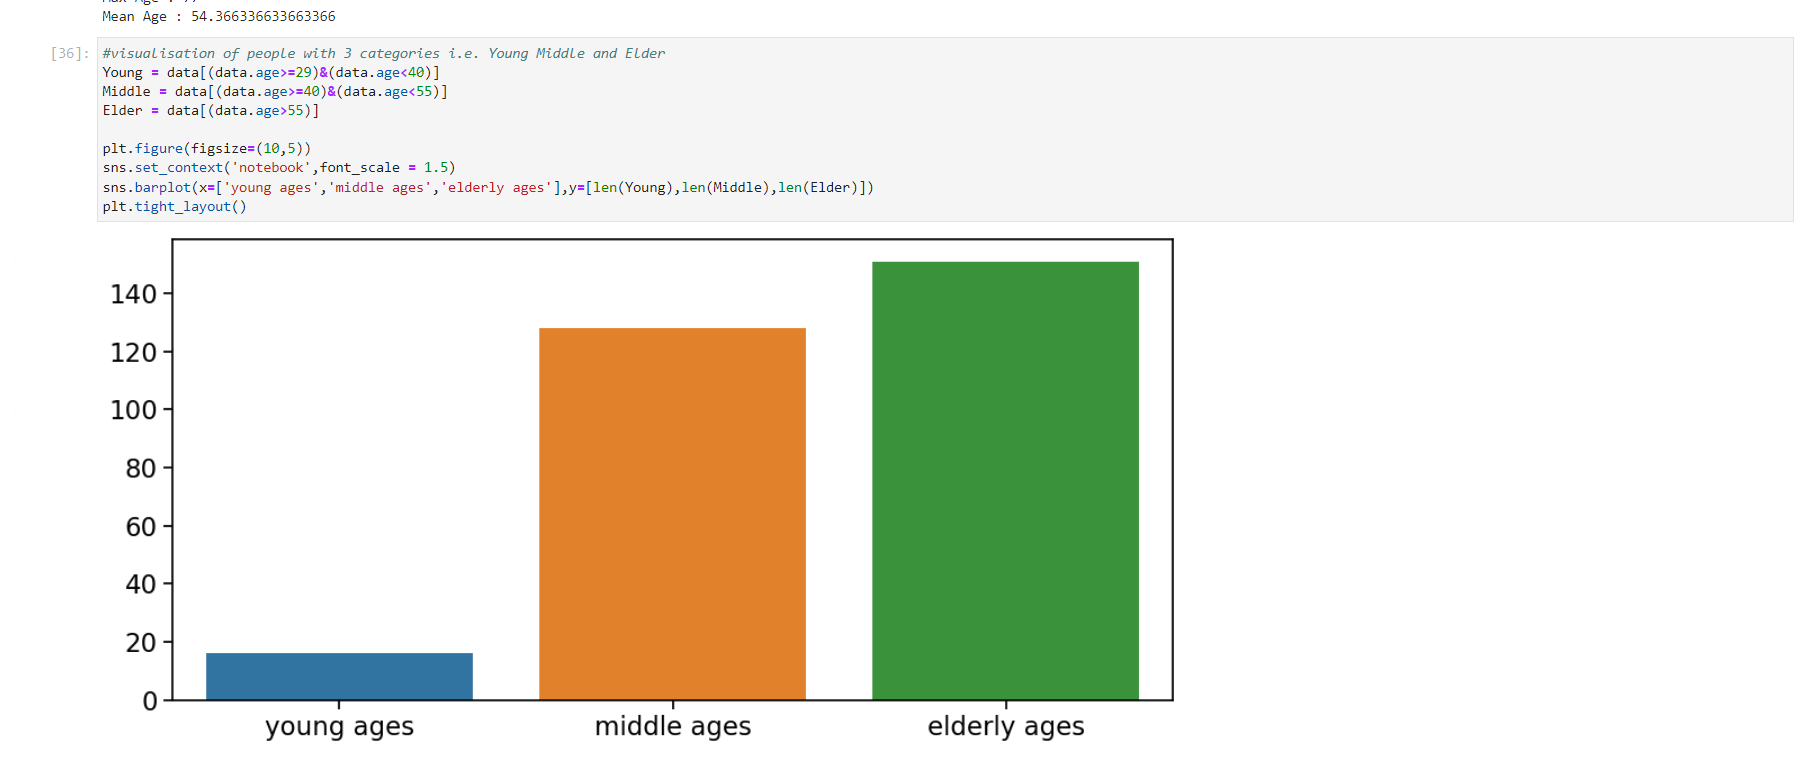 Max Age : 77
Mean Age : 54.366336633663366
[36]:
#visualisation of people with 3 categories i.e. Young Middle and Elder
Young = data[(data.age>=29)&(data.age<40)]
Middle = data[(data.age>=40)&(data.age<55)]
Elder = data[(data.age>55)]
plt.figure(figsize=(10,5))
sns.set_context('notebook',font_scale = 1.5)
sns.barplot(x=['young ages','middle ages','elderly ages'],y=[len(Young),len(Middle),len(Elder)])
plt.tight_layout()
140
120
100
80
60
40
20
0
young ages
middle ages
elderly ages